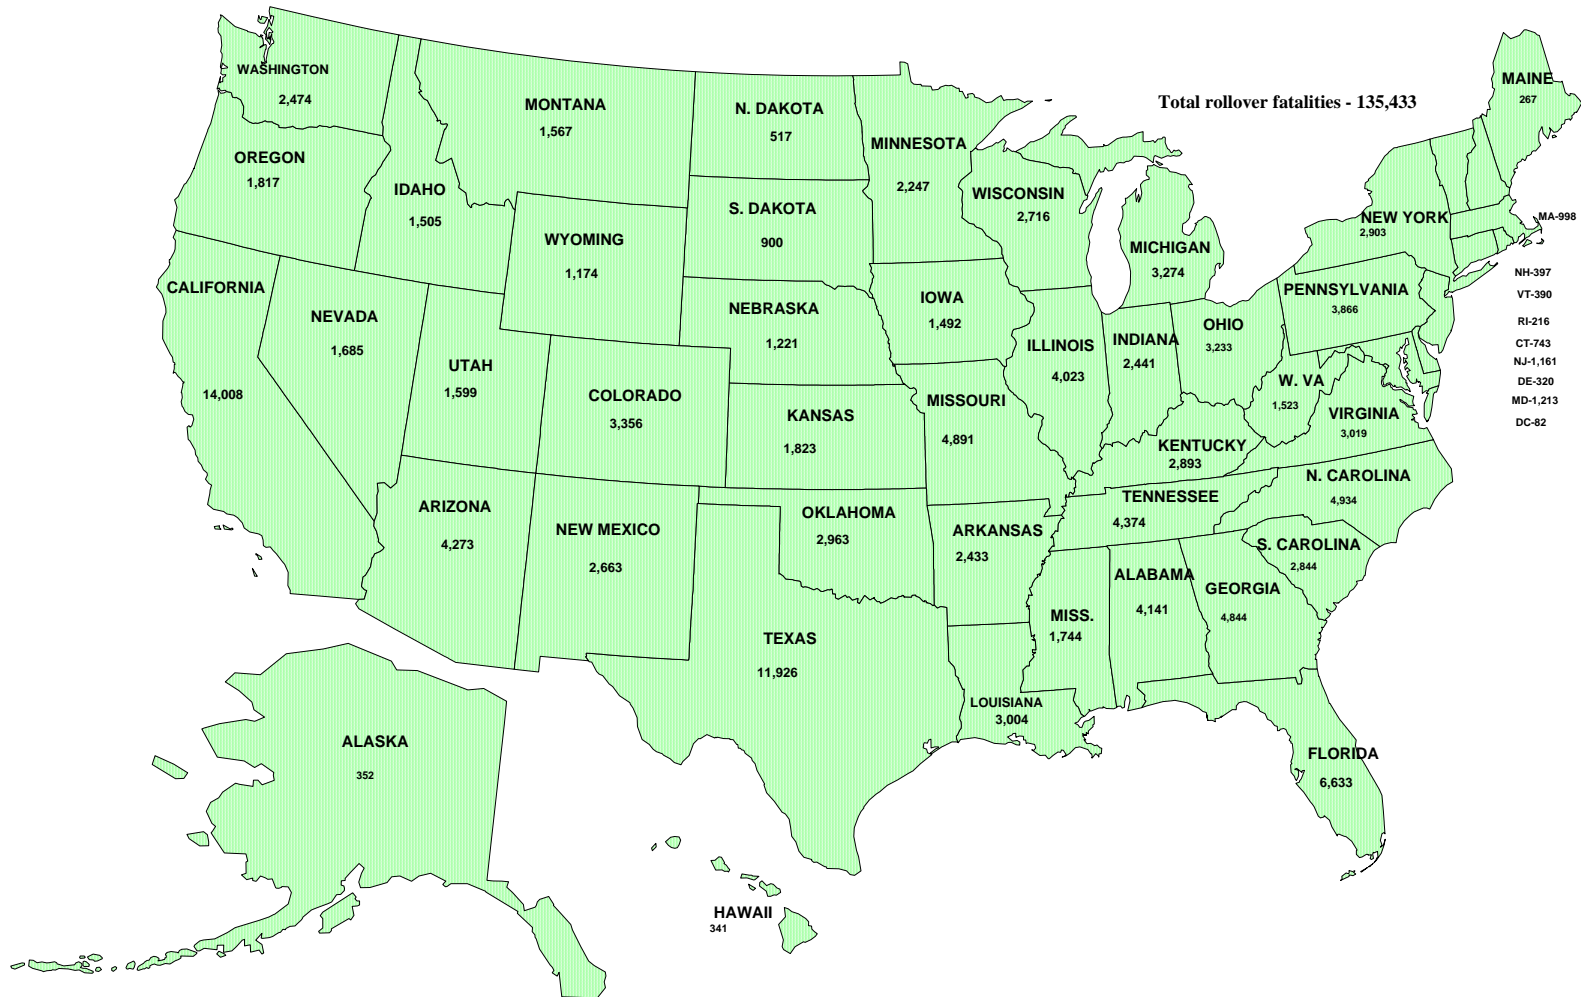 WASHINGTON
2,474
MONTANA
1,567
N. DAKOTA
517
Total rollover fatalities - 135,433
MAINE
267
OREGON
1,817
IDAHO
1,505
MINNESOTA
2,247
WISCONSIN
2,716
S. DAKOTA
900
WYOMING
1,174
MICHIGAN
3,274
NEW YORK
2,903
MA-998
NH-397
VT-390
RI-216
CT-743
NJ-1,161
DE-320
MD-1,213
DC-82
CALIFORNIA
14,008
NEVADA
1,685
UTAH
1,599
COLORADO
3,356
NEBRASKA
1,221
IOWA
1,492
ILLINOIS
4,023
INDIANA
2,441
OHIO
3,233
PENNSYLVANIA
3,866
W. VA
1,523
VIRGINIA
3,019
KANSAS
1,823
MISSOURI
4,891
KENTUCKY
2,893
N. CAROLINA
4,934
TENNESSEE
4,374
ARIZONA
4,273
NEW MEXICO
2,663
OKLAHOMA
2,963
ARKANSAS
2,433
S. CAROLINA
2,844
ALABAMA
4,141
GEORGIA
4,844
MISS.
1,744
TEXAS
11,926
LOUISIANA
3,004
FLORIDA
6,633
ALASKA
352
HAWAII
341